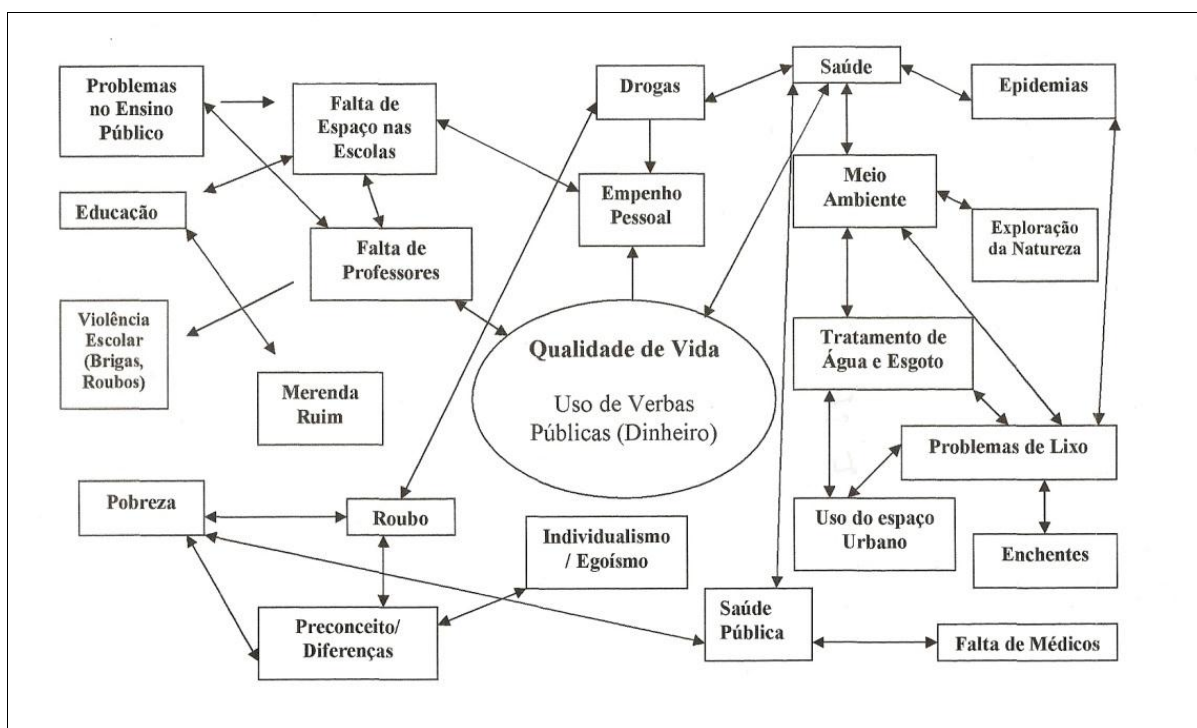 Problemas
no Ensino
Público
Falta de
Espaço nas
Escolas
Drogas
Saúde
Epidemias
Educação
Falta de
Professores
Empenho
Pessoal
Meio
Ambiente
Exploração
da Natureza
Violência
Escolar
(Brigas,
Roubos)
Merenda
Ruim
Qualidade de Vida
Uso de Verbas
Públicas (Dinheiro)
Tratamento de
Água e Esgoto
Problemas de Lixo
Pobreza
Roubo
Individualismo
/ Egoísmo
Uso do espaço
Urbano
Enchentes
Preconceito/
Diferenças
Saúde
Pública
Falta de Médicos